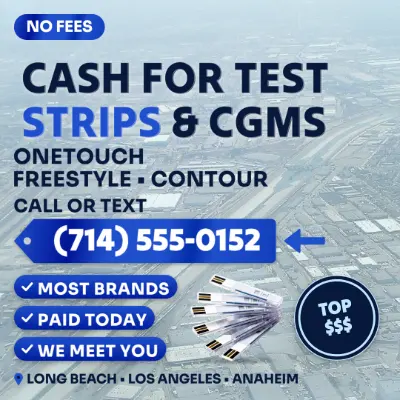 NO FEES
CASH FOR TEST
STRIPS & CGMS
ONETOUCH
FREESTYLE • CONTOUR
CALL OR TEXT
(714) 555-0152
MOST BRANDS
PAID TODAY
WE MEET YOU
TOP
$$$
LONG BEACH • LOS ANGELES • ANAHEIM